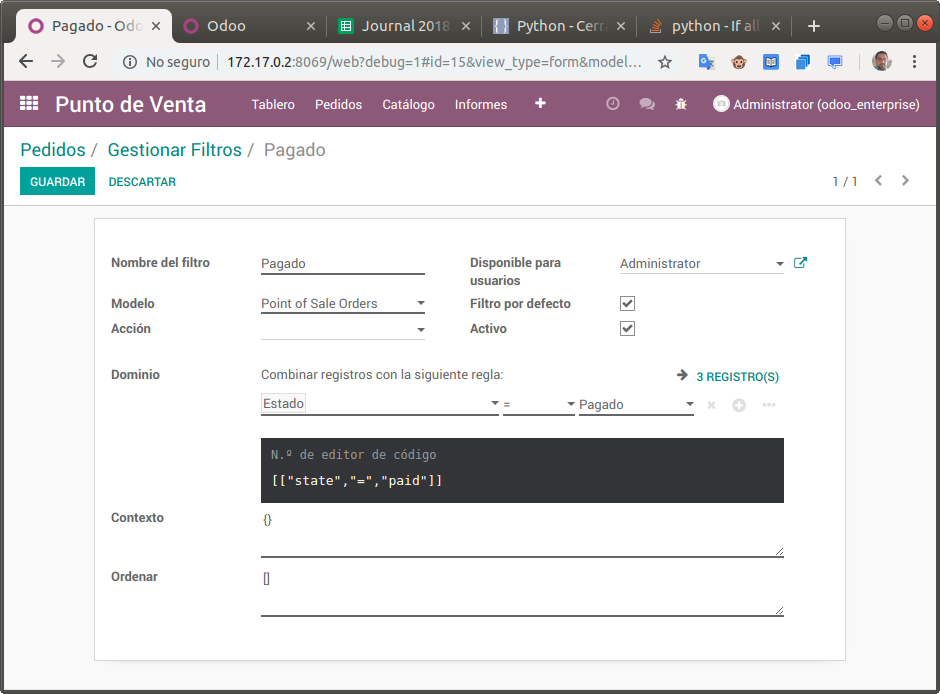 Pagado - Odo
Odoo
Journal 2018
Python - Cerra
python - If all
No seguro
172.17.0.2:8069/web?debug=1#id=15&view_type=form&model...
Punto de Venta
Tablero
Pedidos
Catálogo
Informes
Administrator (odoo_enterprise)
Pedidos / Gestionar Filtros / Pagado
GUARDAR
DESCARTAR
1 / 1
Nombre del filtro
Pagado
Disponible para
usuarios
Administrator
Modelo
Point of Sale Orders
Filtro por defecto
Acción
Activo
Dominio
Combinar registros con la siguiente regla:
3 REGISTRO(S)
Estado
=
Pagado
N.º de editor de código
[["state","=","paid"]]
Contexto
{}
Ordenar
[]